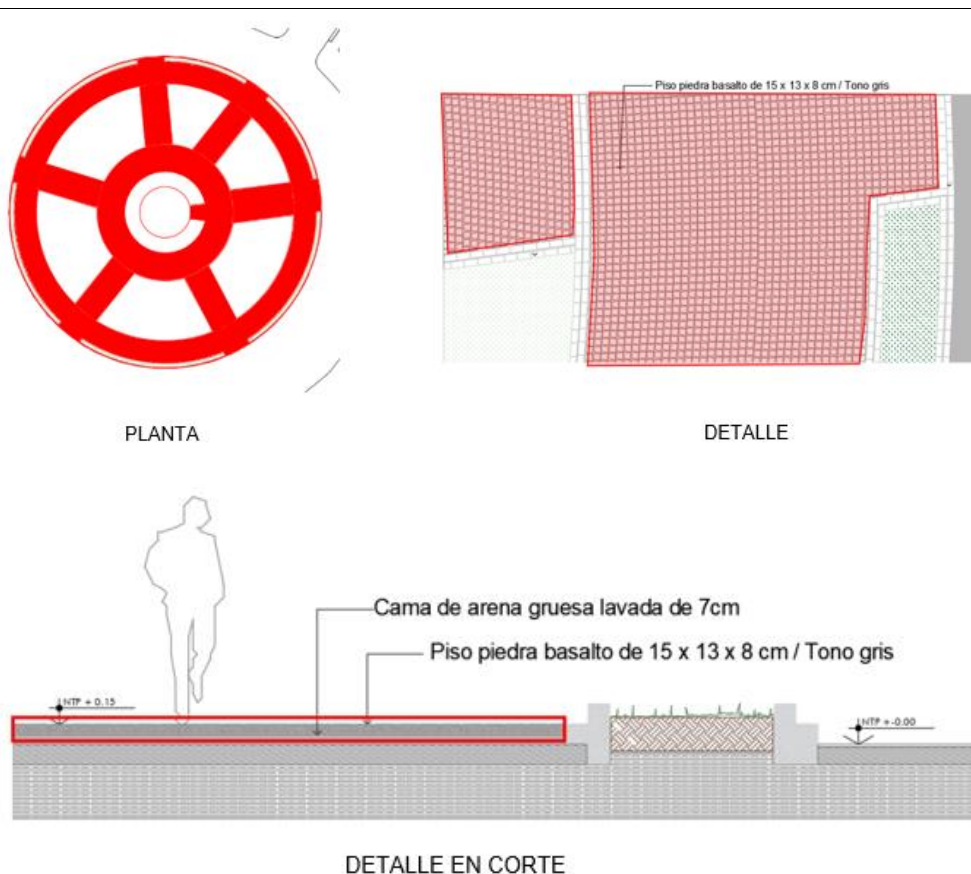 Piso piedra basalto de 15 x 13 x 8 cm / Tono gris
PLANTA
DETALLE
Cama de arena gruesa lavada de 7cm
Piso piedra basalto de 15 x 13 x 8 cm / Tono gris
NTP + 0.15
NTP +-0.00
DETALLE EN CORTE